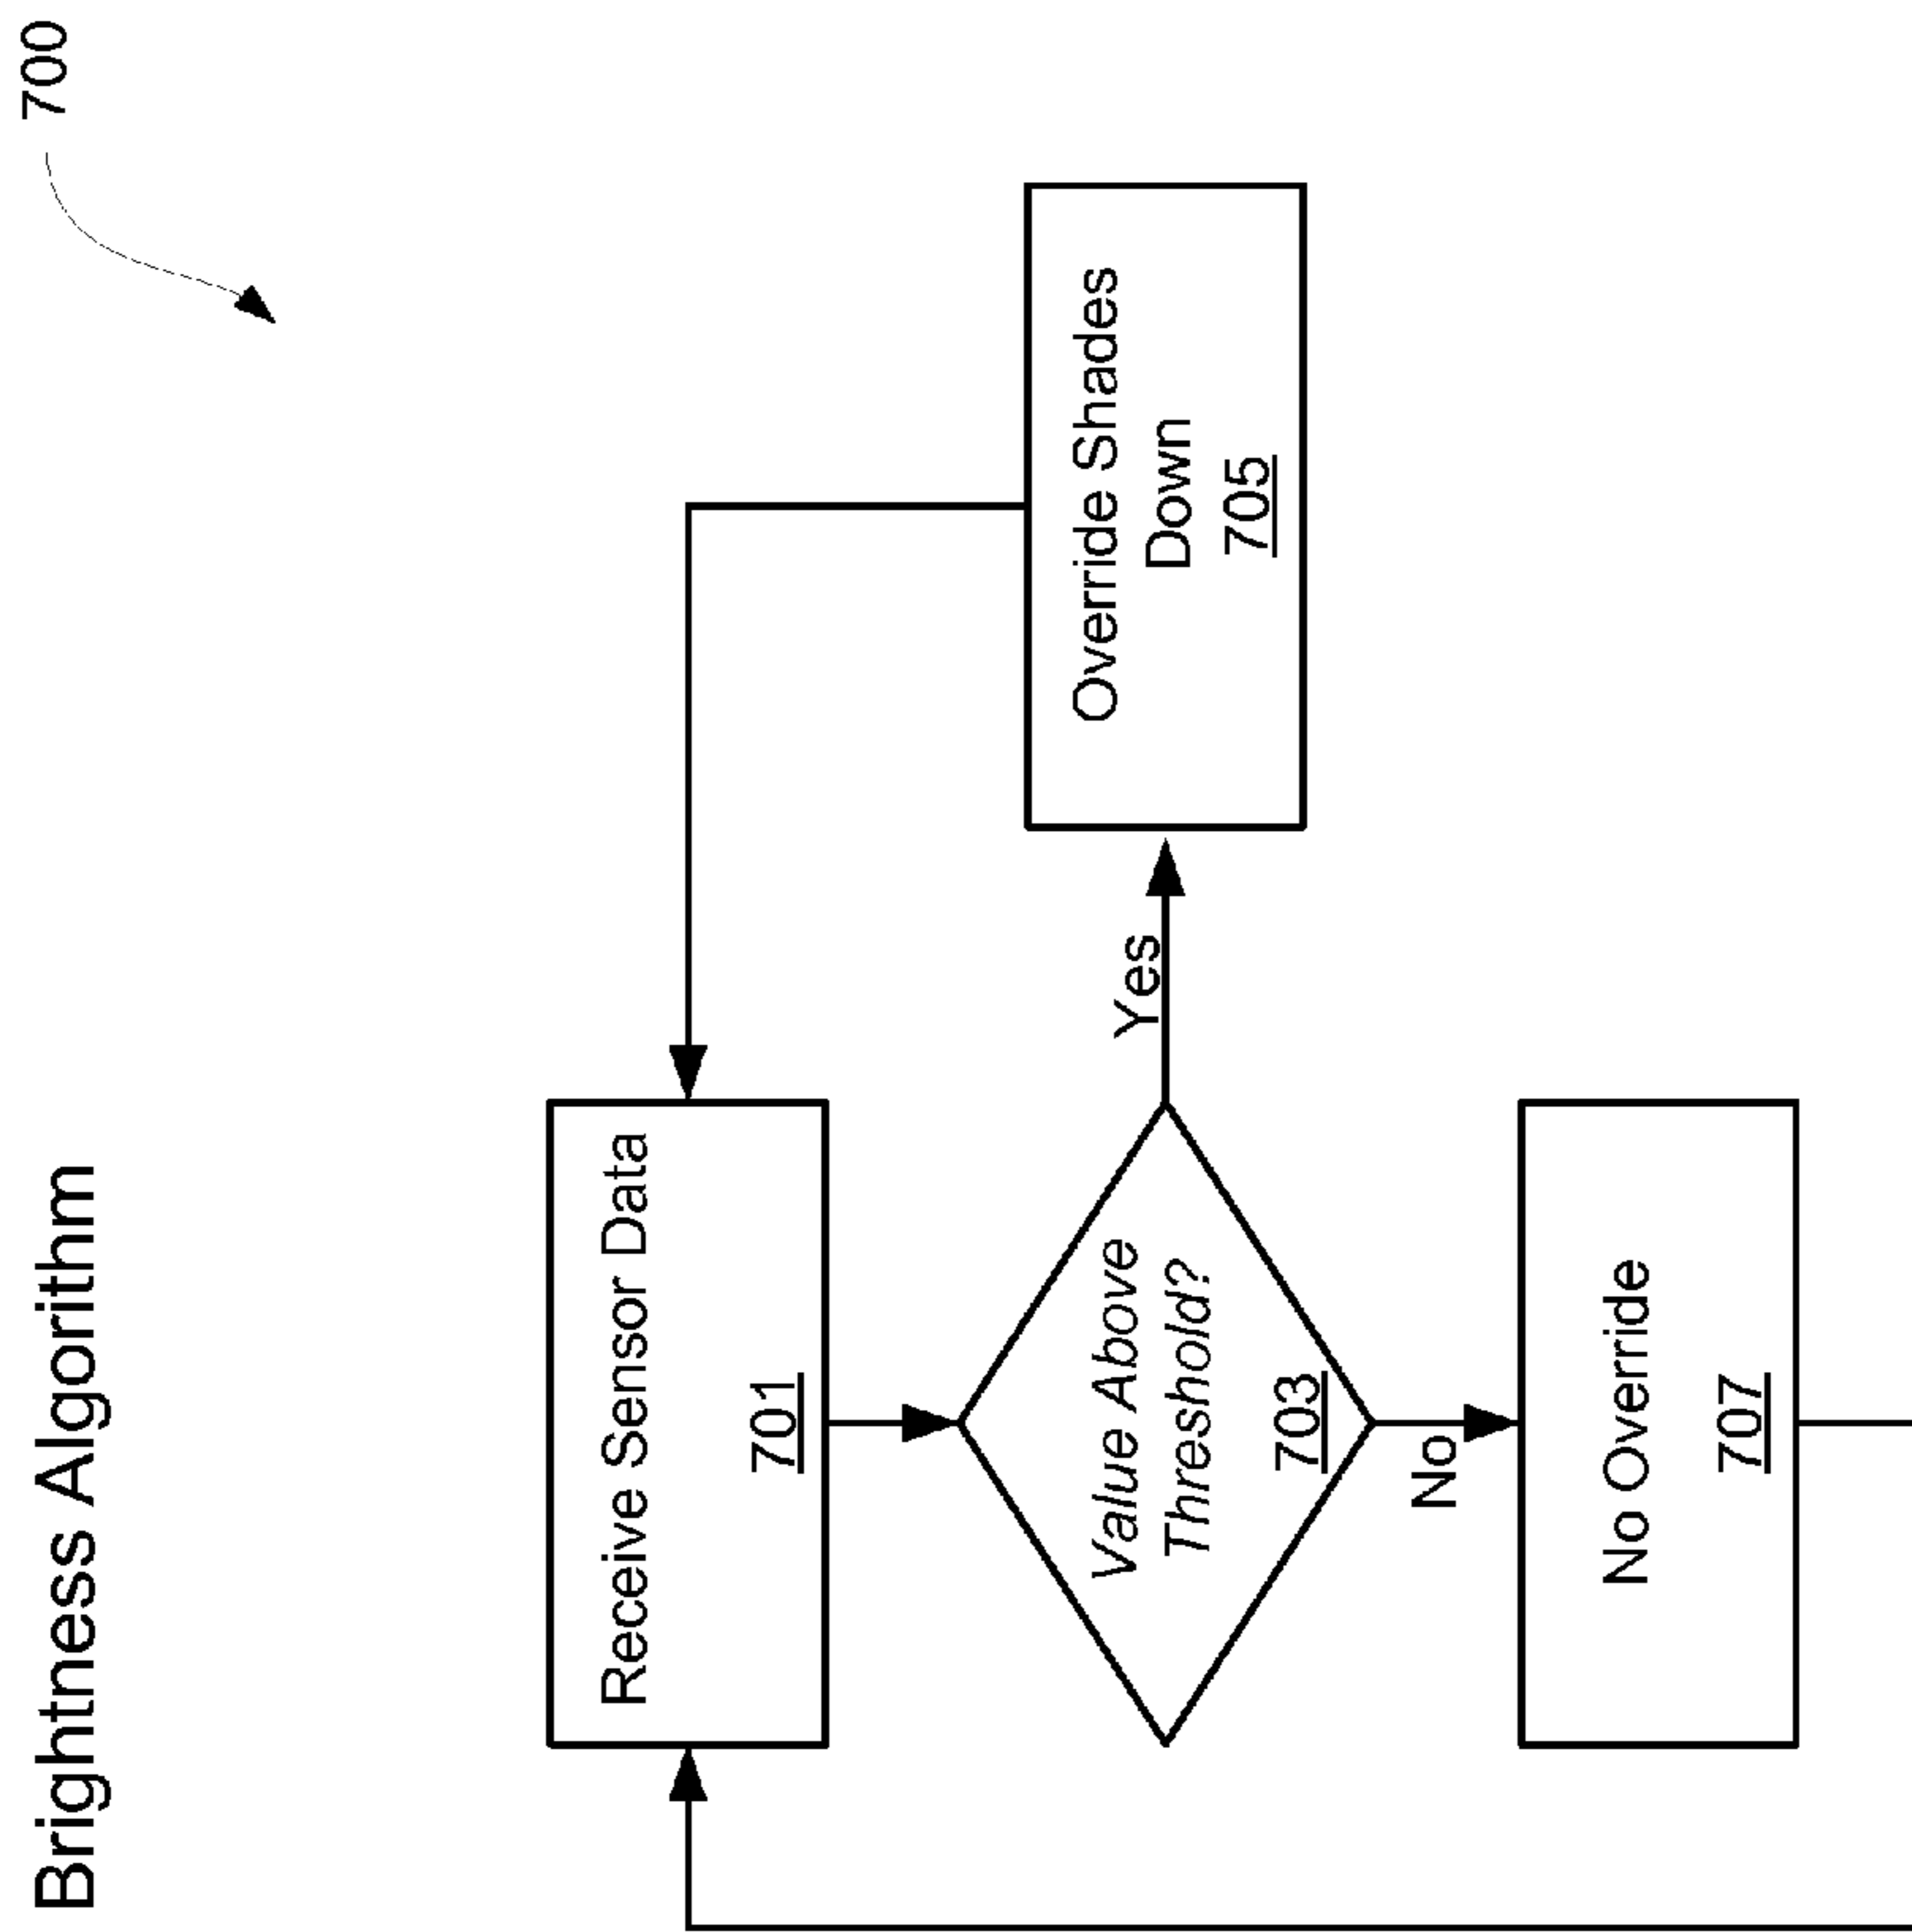 Brightness Algorithm
700
Receive Sensor Data
701
Value Above
Threshold?
703
Yes
Override Shades
Down
705
No
No Override
707